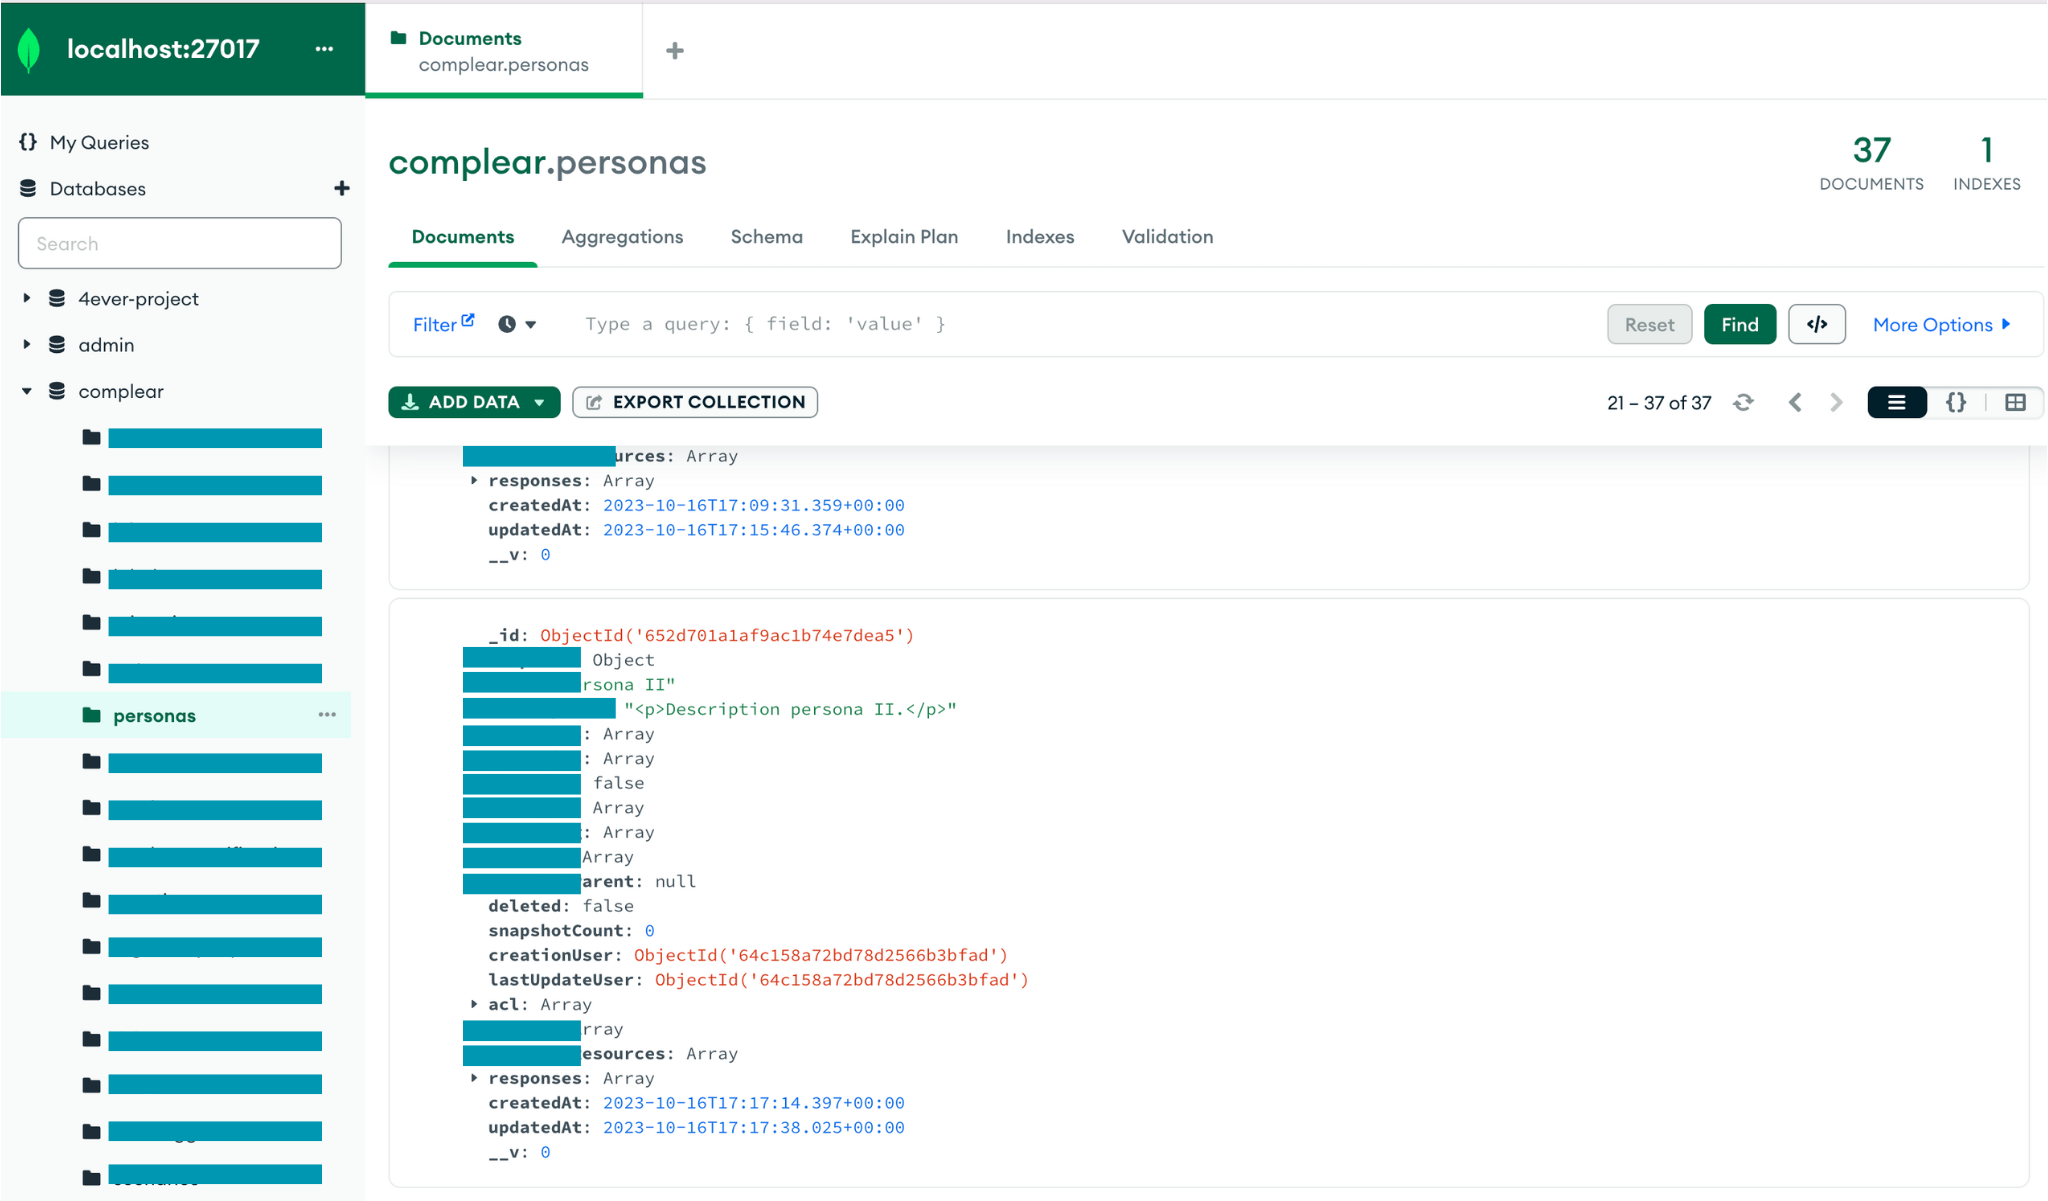 localhost:27017
Documents
complear.personas
My Queries
Databases
Search
4ever-project
admin
complear
personas
complear.personas
37
DOCUMENTS
1
INDEXES
Documents
Aggregations
Schema
Explain Plan
Indexes
Validation
Filter
Type a query: { field: 'value' }
Reset
Find
</>
More Options
ADD DATA
EXPORT COLLECTION
21 – 37 of 37
{}
urces: Array
responses: Array
createdAt: 2023-10-16T17:09:31.359+00:00
updatedAt: 2023-10-16T17:15:46.374+00:00
__v: 0
_id: ObjectId('652d701a1af9ac1b74e7dea5')
Object
rsona II"
"<p>Description persona II.</p>"
: Array
: Array
false
Array
: Array
Array
arent: null
deleted: false
snapshotCount: 0
creationUser: ObjectId('64c158a72bd78d2566b3bfad')
lastUpdateUser: ObjectId('64c158a72bd78d2566b3bfad')
acl: Array
rray
esources: Array
responses: Array
createdAt: 2023-10-16T17:17:14.397+00:00
updatedAt: 2023-10-16T17:17:38.025+00:00
__v: 0